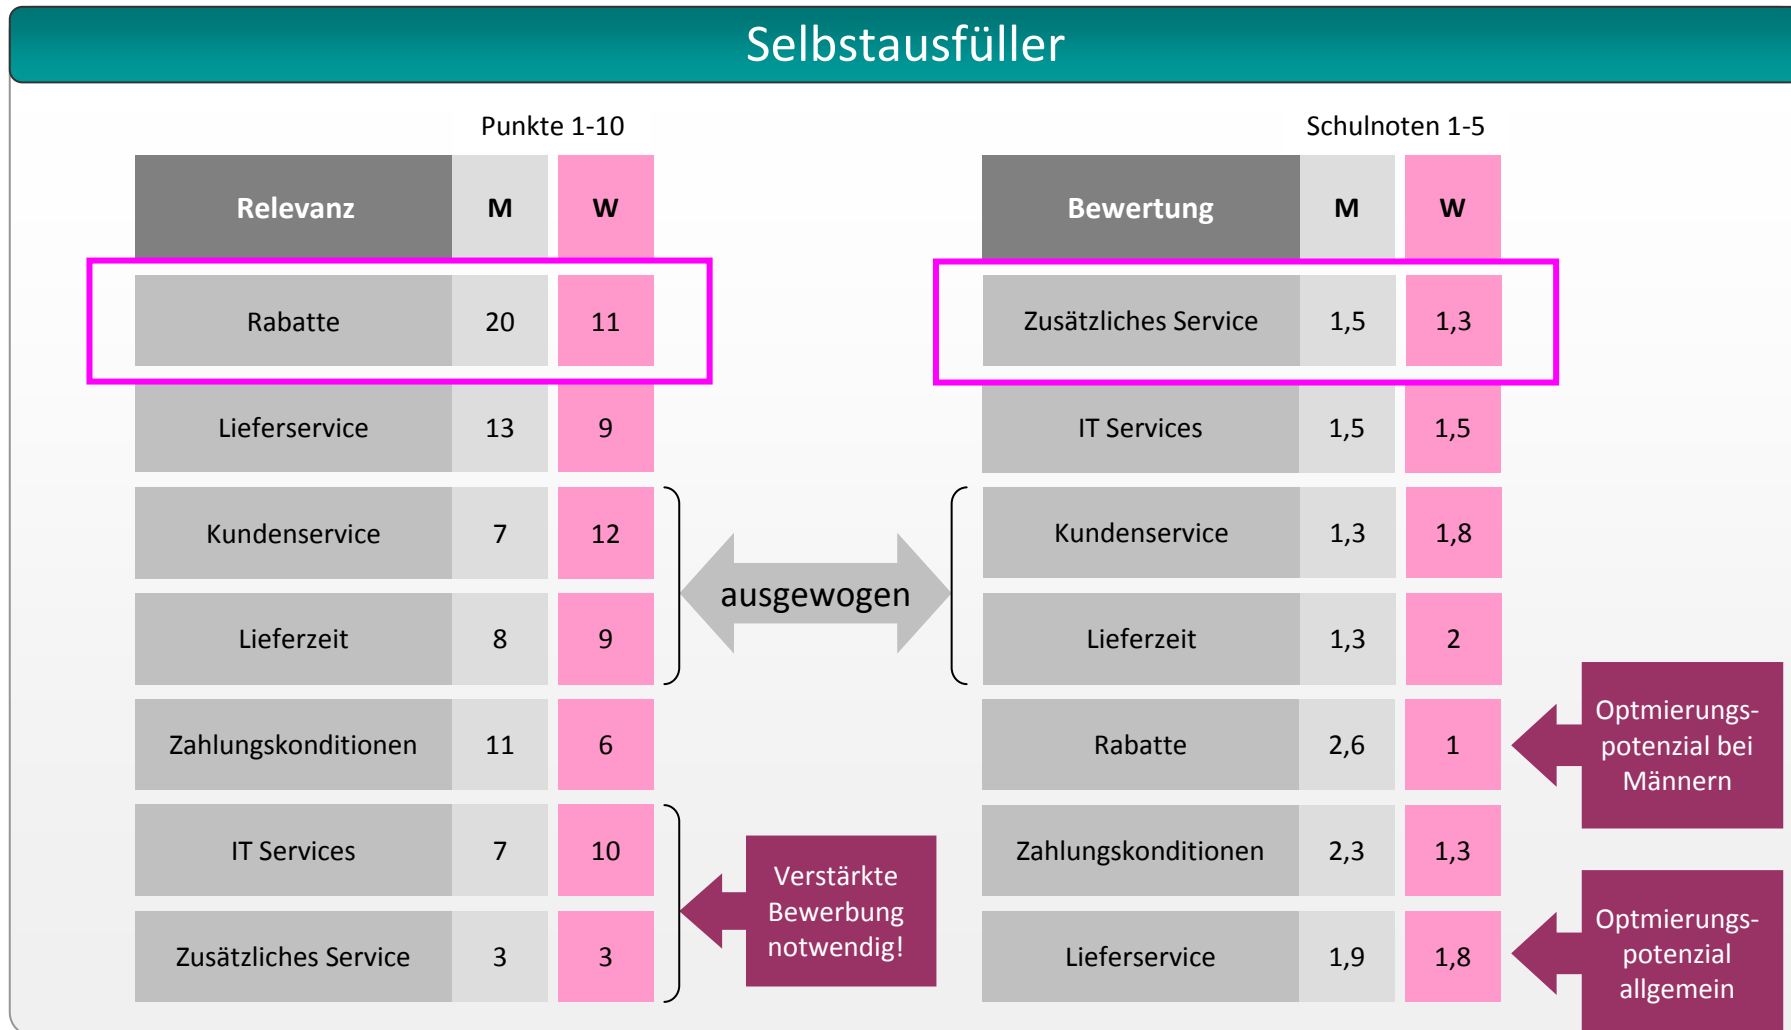 Selbstausfüller
Punkte 1-10
Relevanz M W
Rabatte 20 11
Lieferservice 13 9
Kundenservice 7 12
Lieferzeit 8 9
Zahlungskonditionen 11 6
IT Services 7 10
Zusätzliches Service 3 3
ausgewogen
Verstärkte
Bewerbung
notwendig!
Schulnoten 1-5
Bewertung M W
Zusätzliches Service 1,5 1,3
IT Services 1,5 1,5
Kundenservice 1,3 1,8
Lieferzeit 1,3 2
Rabatte 2,6 1
Zahlungskonditionen 2,3 1,3
Lieferservice 1,9 1,8
Optmierungs-
potenzial bei
Männern
Optmierungs-
potenzial
allgemein